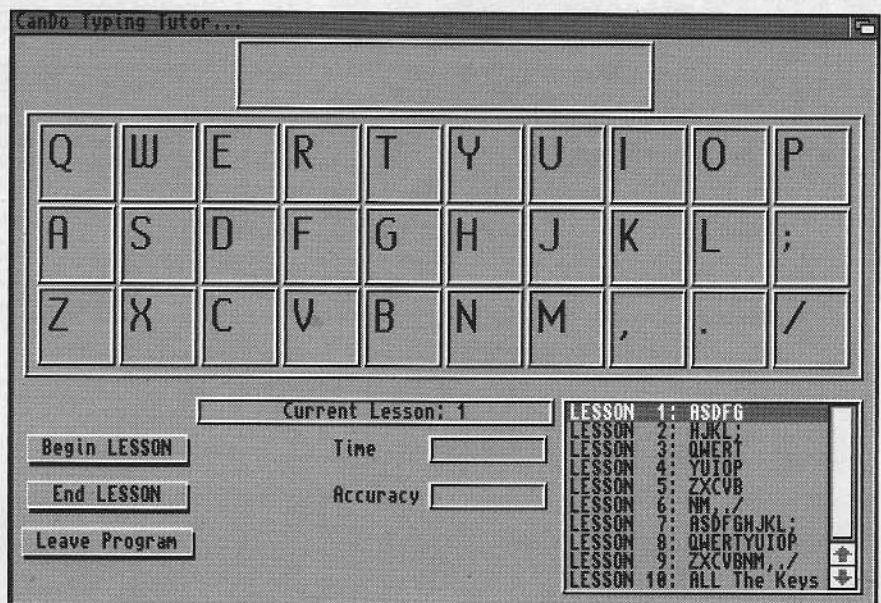 CanDo Typing Tutor...
Q W E R T Y U I O P
A S D F G H J K L ;
Z X C V B N M , . /
Current Lesson: 1
Begin LESSON
End LESSON
Leave Program
Time
Accuracy
LESSON 1: ASDFG
LESSON 2: HJKL;
LESSON 3: QWERT
LESSON 4: YUIOP
LESSON 5: ZXCVB
LESSON 6: NM,./
LESSON 7: ASDFGHJKL;
LESSON 8: QWERTYUIOP
LESSON 9: ZXCVBNM,./
LESSON 10: ALL The Keys